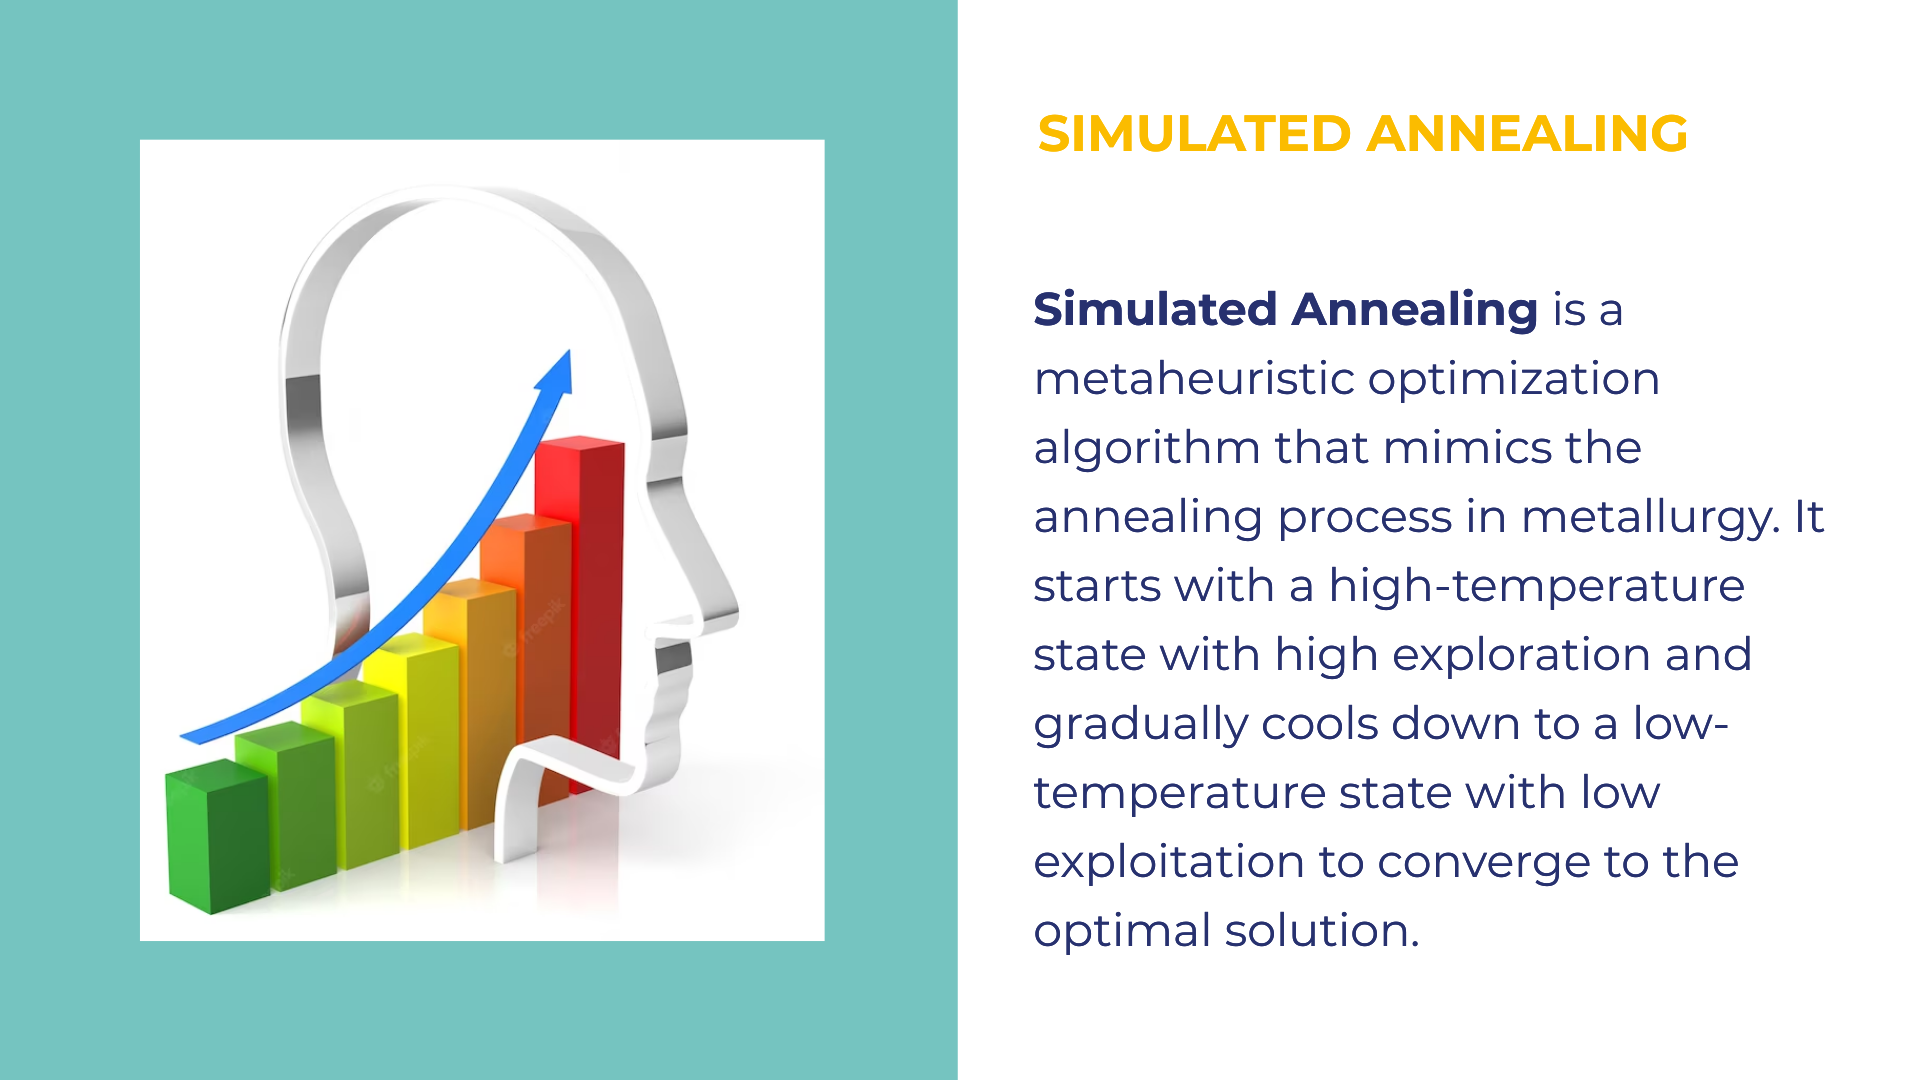 SIMULATED ANNEALING
Simulated Annealing is a
metaheuristic optimization
algorithm that mimics the
annealing process in metallurgy. It
starts with a high-temperature
state with high exploration and
gradually cools down to a low-
temperature state with low
exploitation to converge to the
optimal solution.
freepik